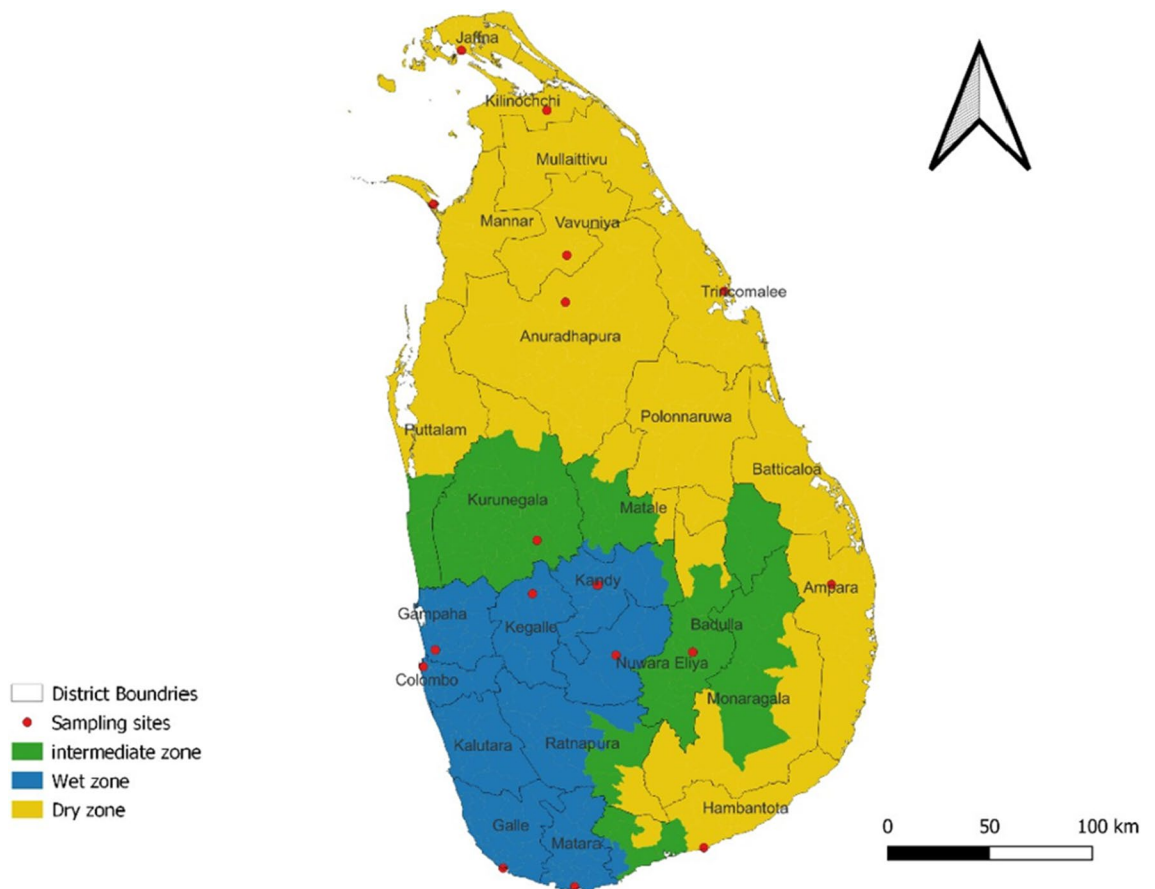 Jaffna
Kilinochchi
Mullaittivu
Mannar
Vavuniya
Trincomalee
Anuradhapura
Polonnaruwa
Puttalam
Batticaloa
Kurunegala
Matale
Kandy
Ampara
Gampaha
Kegalle
Badulla
Nuwara Eliya
Colombo
Monaragala
Kalutara
Ratnapura
Hambantota
Galle
Matara
District Boundries
Sampling sites
intermediate zone
Wet zone
Dry zone
0 50 100 km